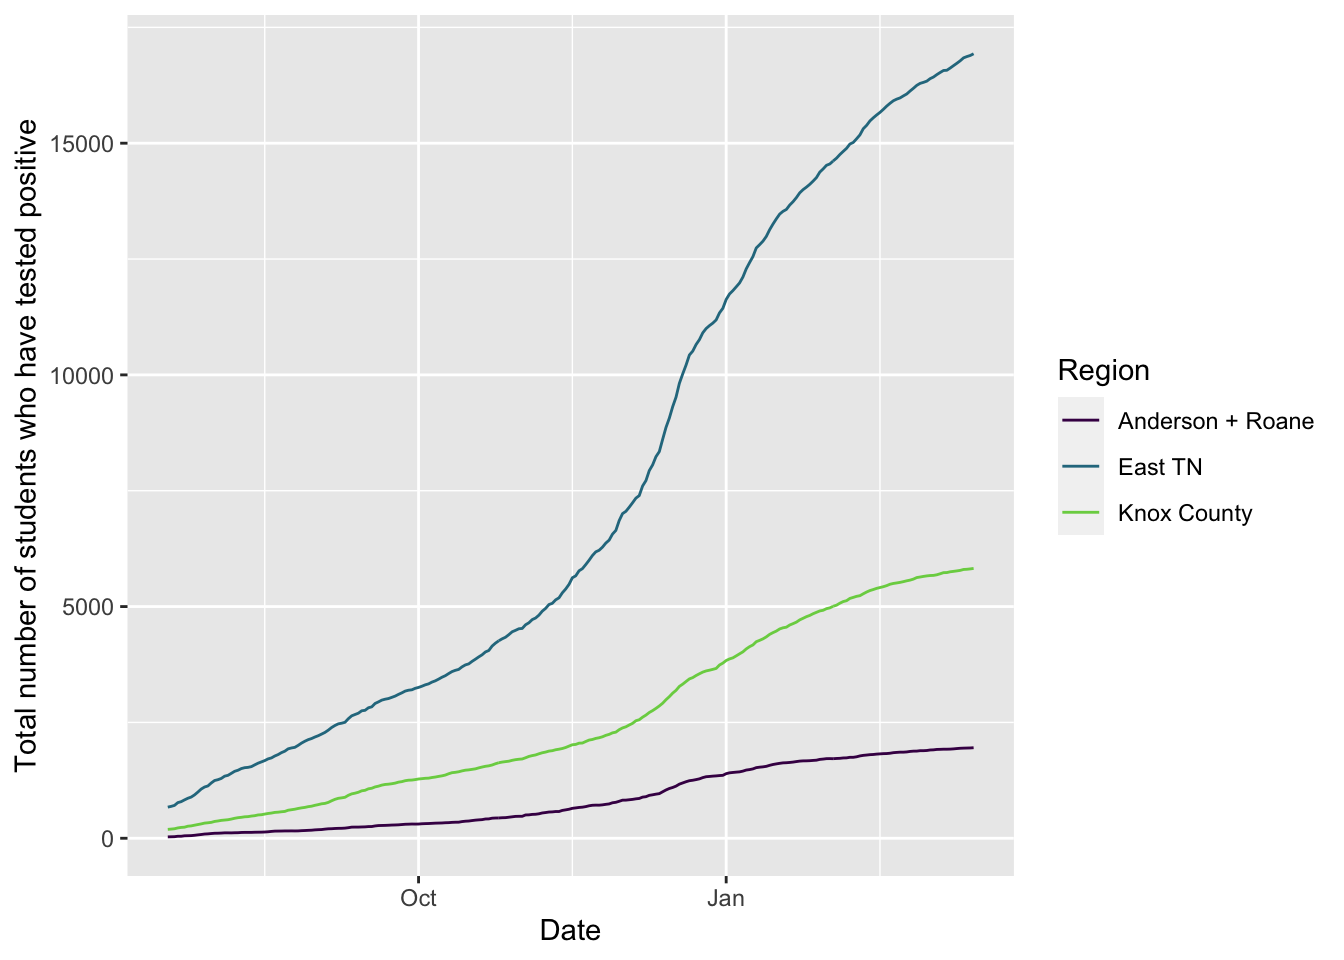 Total number of students who have tested positive
15000
10000
5000
0
Oct
Jan
Date
Region
Anderson + Roane
East TN
Knox County